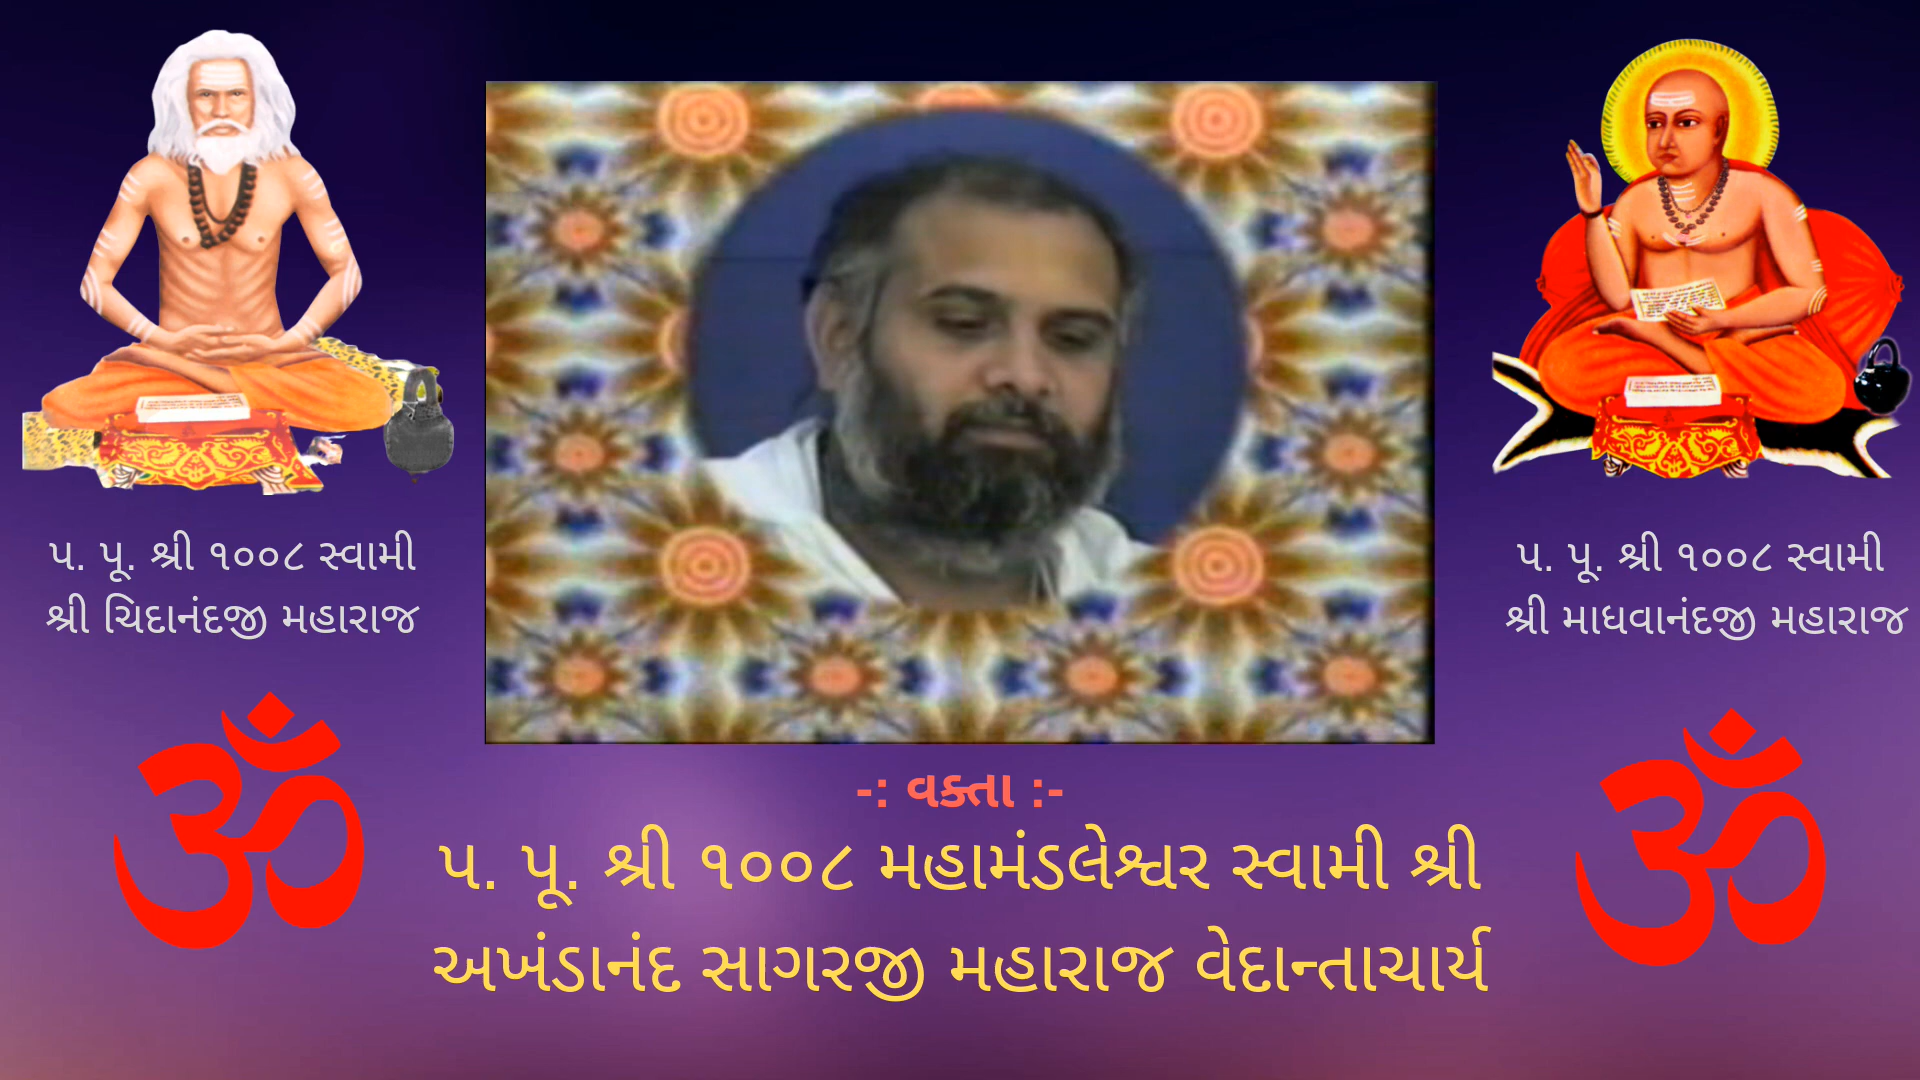 પ. પૂ. શ્રી ૧૦૦૮ સ્વામી
શ્રી ચિદાનંદજી મહારાજ
ૐ
પ. પૂ. શ્રી ૧૦૦૮ સ્વામી
શ્રી માધવાનંદજી મહારાજ
ૐ
-: વક્તા :-
પ. પૂ. શ્રી ૧૦૦૮ મહામંડલેશ્વર સ્વામી શ્રી
અખંડાનંદ સાગરજી મહારાજ વેદાન્તાચાર્ય